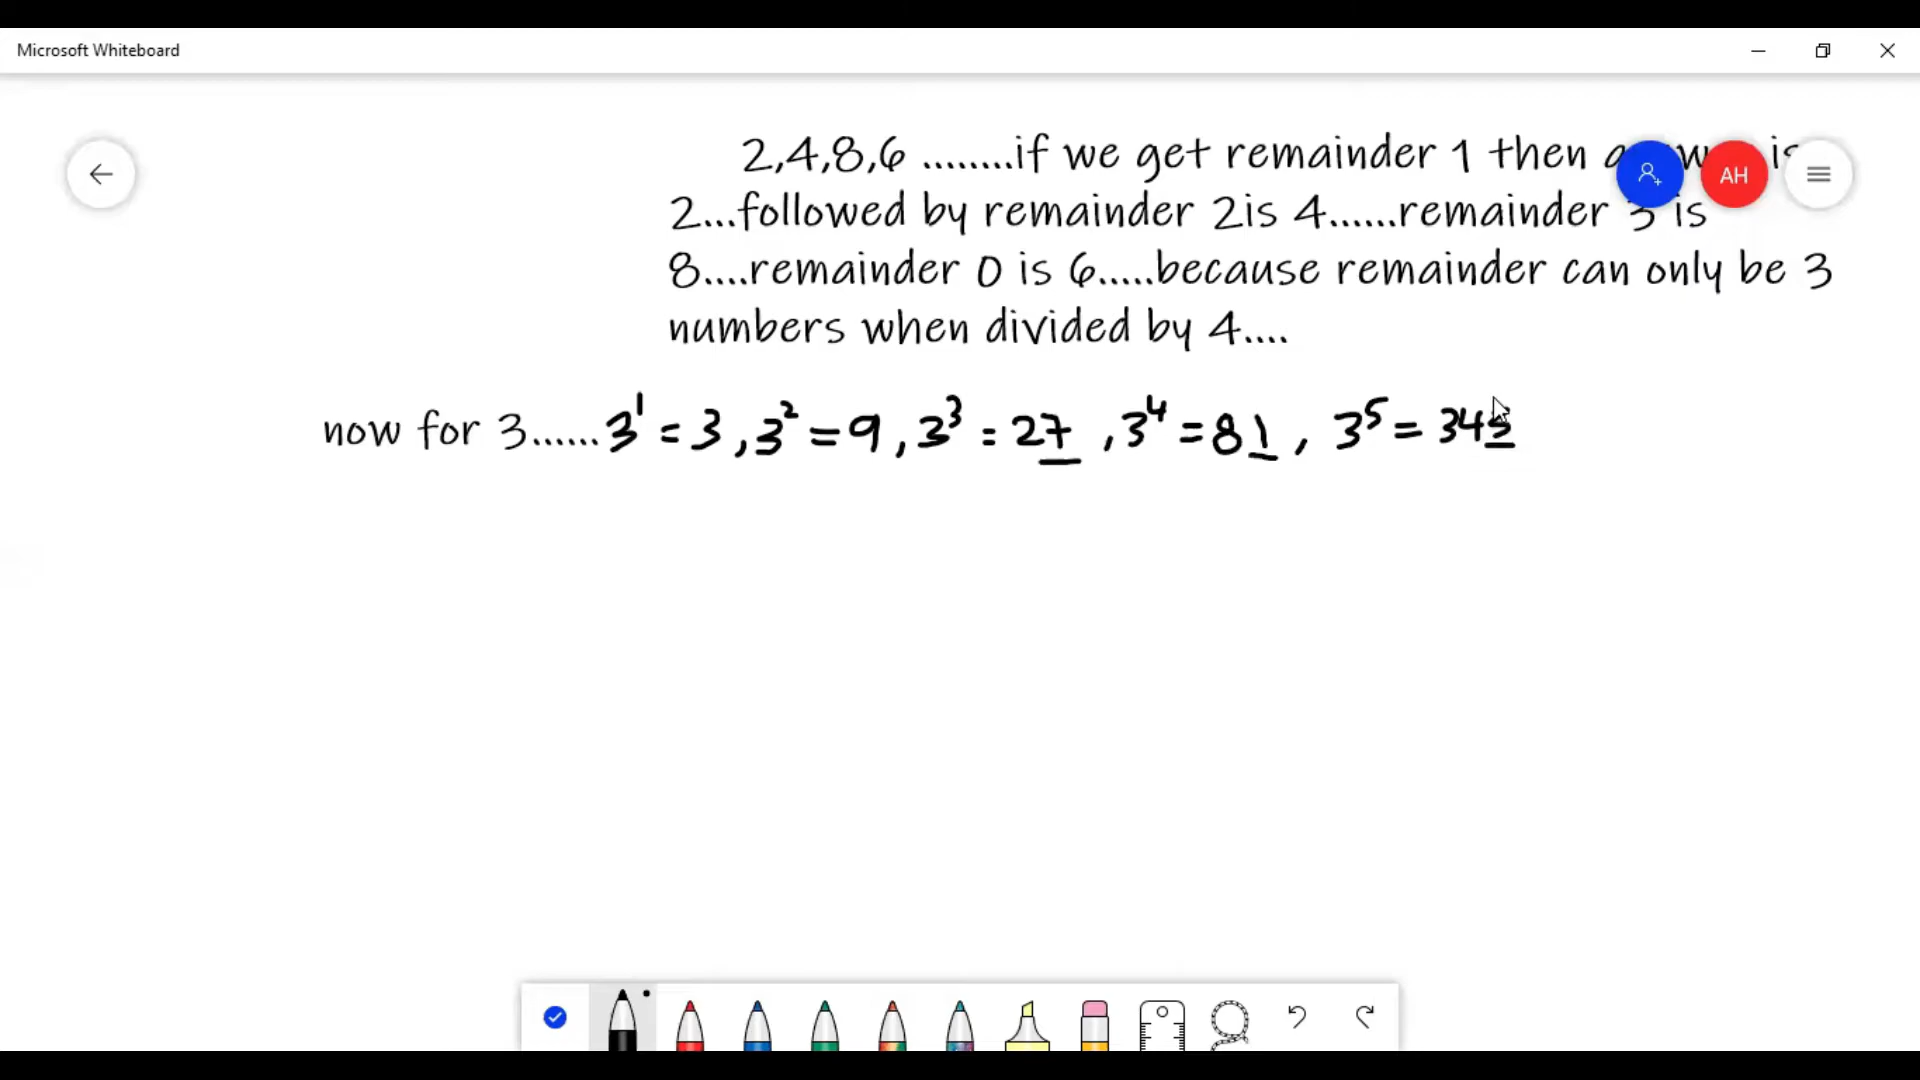 Microsoft Whiteboard
2,4,8,6 ........if we get remainder 1 then is
AH
2...followed by remainder 2is 4......remainder 3 is
8....remainder 0 is 6.....because remainder can only be 3
numbers when divided by 4....
now for 3......3¹ = 3, 3² = 9, 3³ = 27, 3⁴ = 81, 3⁵ = 343